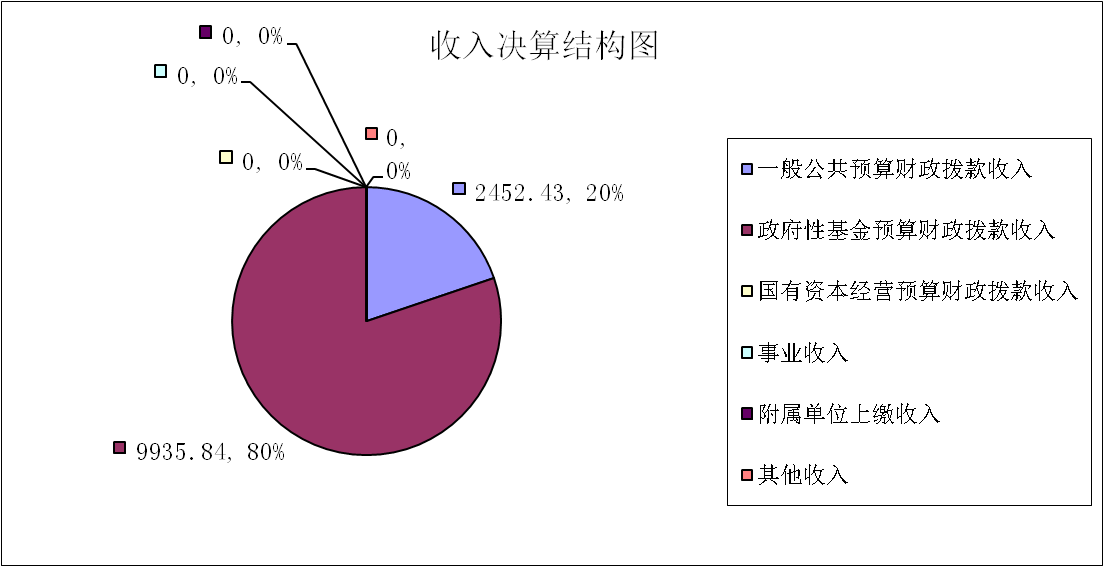 收入决算结构图
0, 0%
0, 0%
0, 0%
0,
0%
2452.43, 20%
9935.84, 80%
一般公共预算财政拨款收入
政府性基金预算财政拨款收入
国有资本经营预算财政拨款收入
事业收入
附属单位上缴收入
其他收入